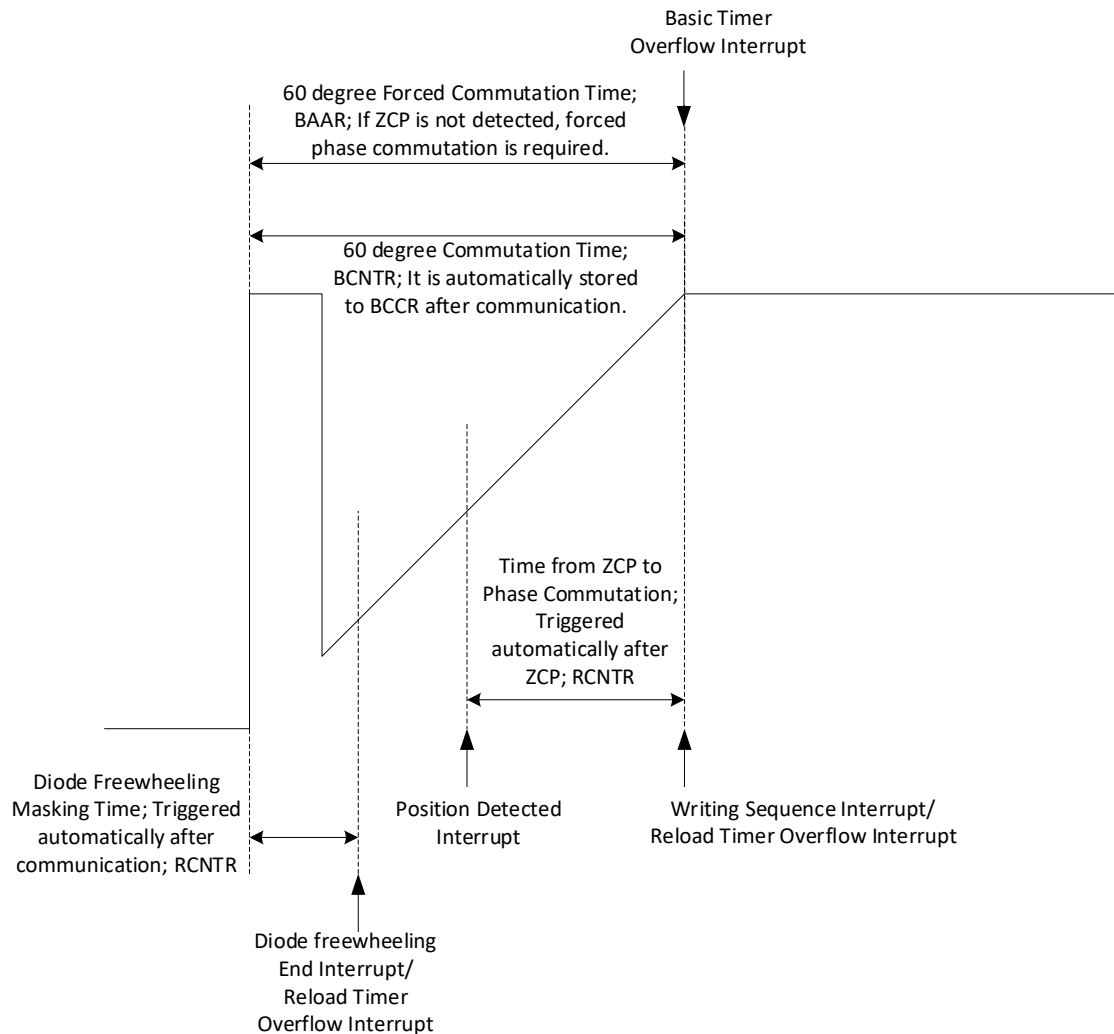 Basic Timer
Overflow Interrupt
60 degree Forced Commutation Time;
BAAR; If ZCP is not detected, forced
phase commutation is required.
60 degree Commutation Time;
BCNTR; It is automatically stored
to BCCR after communication.
Time from ZCP to
Phase Commutation;
Triggered
automatically after
ZCP; RCNTR
Diode Freewheeling
Masking Time; Triggered
automatically after
communication; RCNTR
Position Detected
Interrupt
Writing Sequence Interrupt/
Reload Timer Overflow Interrupt
Diode freewheeling
End Interrupt/
Reload Timer
Overflow Interrupt